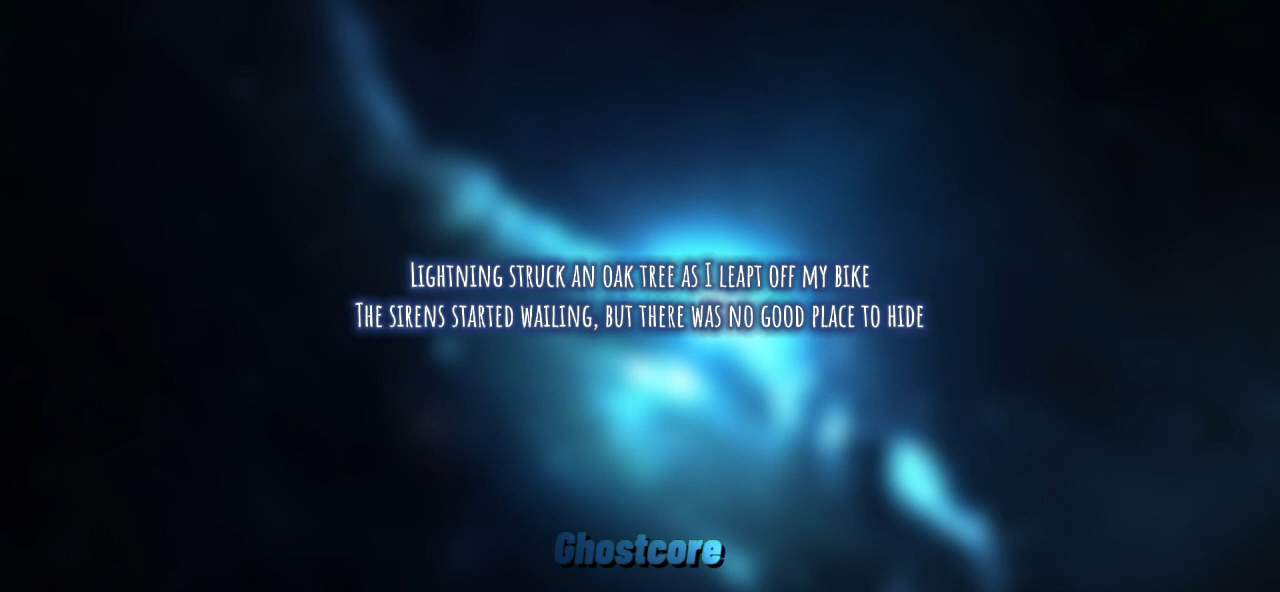 Lightning struck an oak tree as I leapt off my bike
The sirens started wailing, but there was no good place to hide
Ghostcore